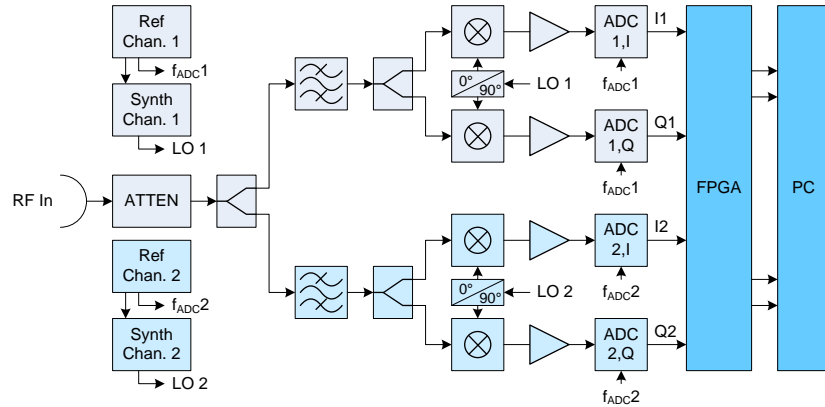 Ref
Chan. 1
fADC1
Synth
Chan. 1
LO 1
RF In
ATTEN
Ref
Chan. 2
fADC2
Synth
Chan. 2
LO 2
0°
90°
LO 1
ADC
1,I
I1
fADC1
ADC
1,Q
Q1
fADC1
0°
90°
LO 2
ADC
2,I
I2
fADC2
ADC
2,Q
Q2
fADC2
FPGA
PC